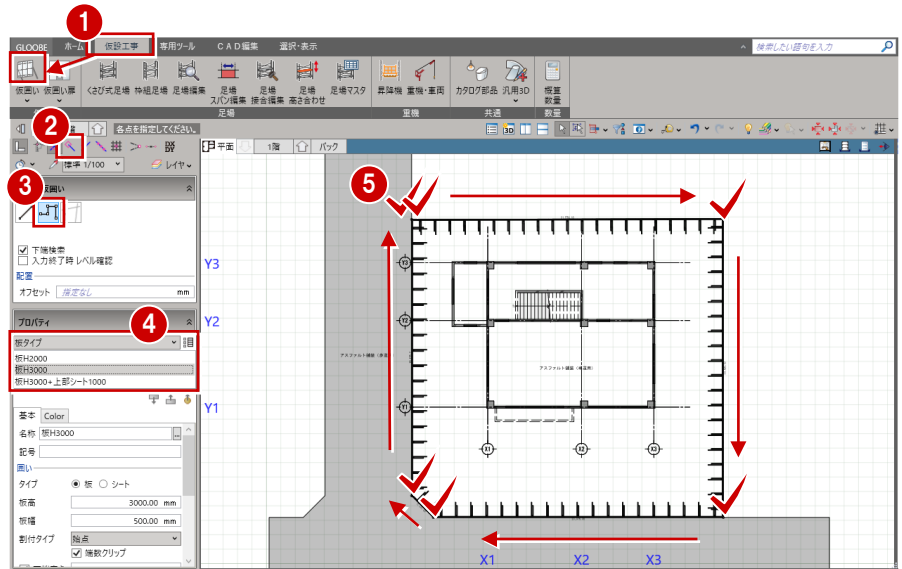 1
GLOOBE ホーム 仮設工事 専用ツール CAD編集 選択・表示
検索したい語句を入力
仮囲い 仮囲い扉 くさび式足場 枠組足場 足場編集 足場スパン編集 足場接合編集 足場高さ合わせ 足場マスタ 昇降機 重機・車両 カタログ部品 汎用3D 概算数量
足場 重機 共通 数量
2
各点を指定してください。
3D
平面 1階 バック
標準 1/100 レイヤ
3
仮囲い
5
下端検索
入力終了時 レベル確認
配置
オフセット 指定なし mm
4
プロパティ
板タイプ
板H2000
板H3000
板H3000+上部シート1000
基本 Color
名称 板H3000 ...
記号
囲い
タイプ 板 シート
板高 3000.00 mm
板幅 500.00 mm
割付タイプ 始点
端数クリップ
Y3
Y2
Y1
Y3
Y2
Y1
X1 X2 X3
X1 X2 X3